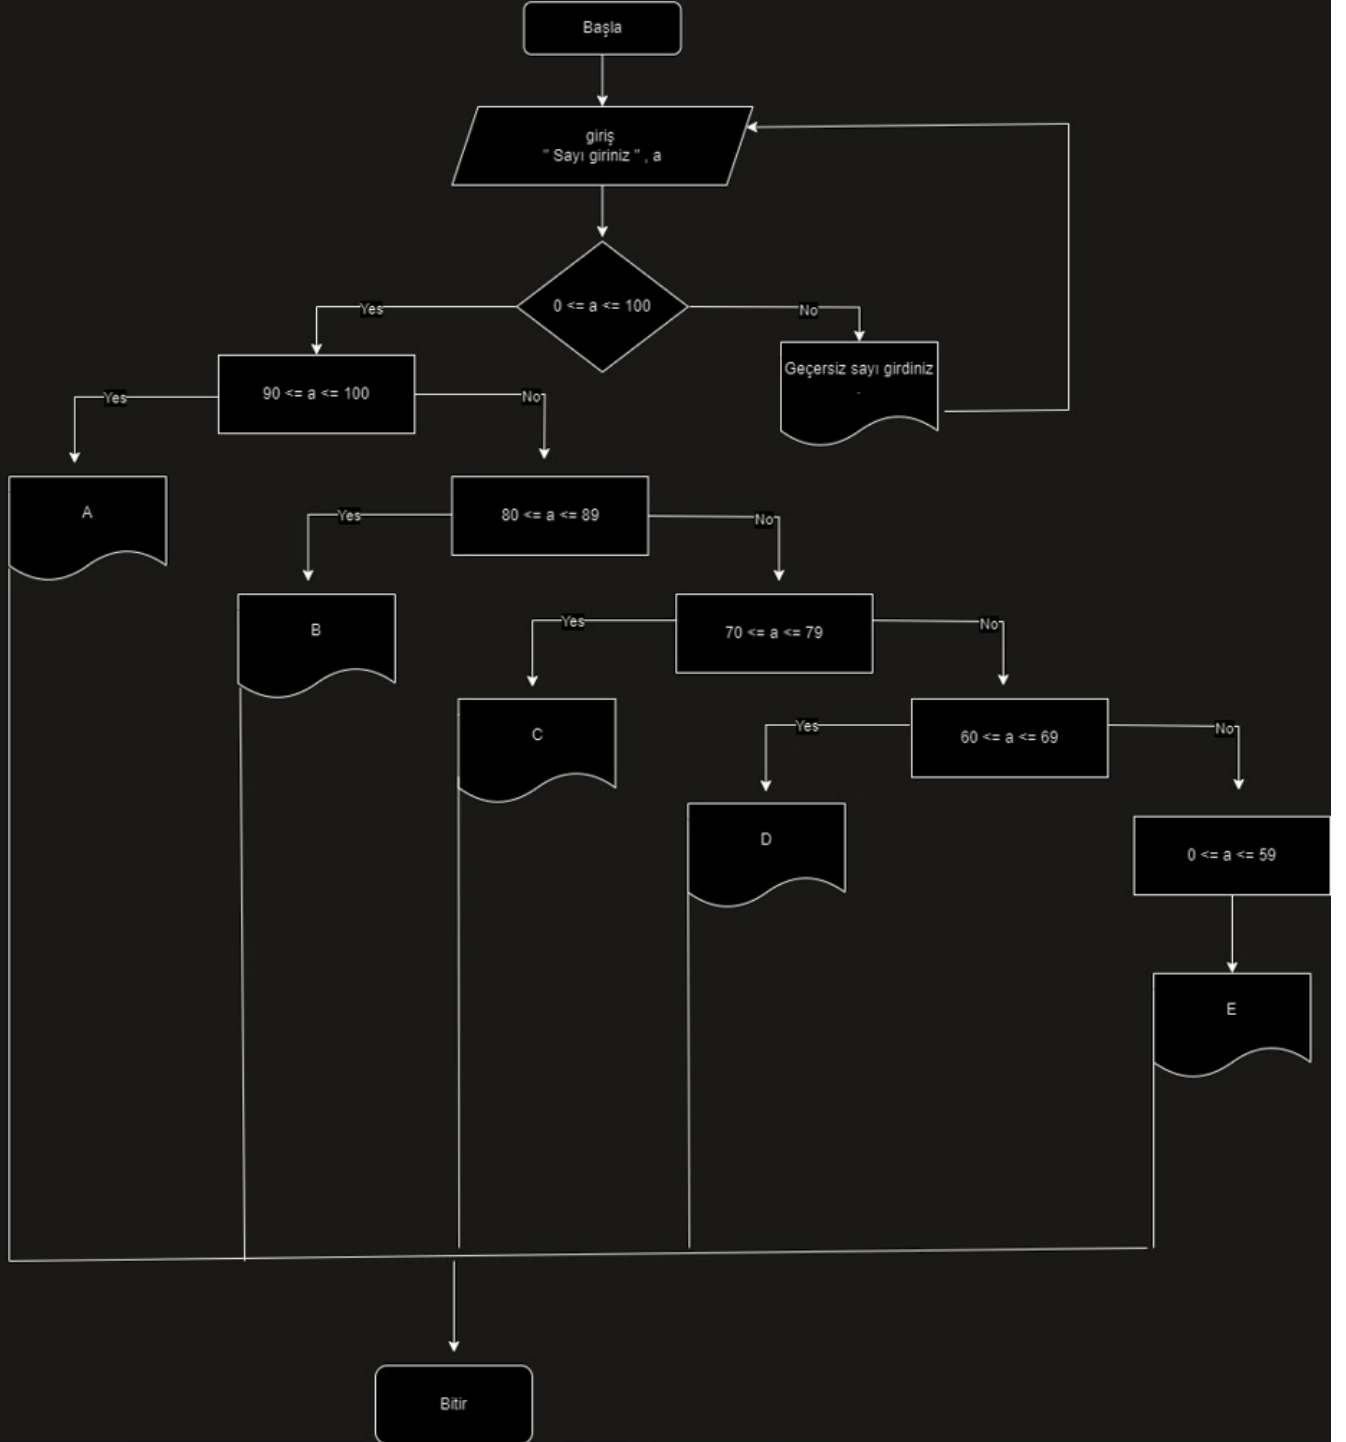 Başla
giriş
" Sayı giriniz " , a
0 <= a <= 100
Yes
No
Geçersiz sayı girdiniz
.
90 <= a <= 100
Yes
No
A
80 <= a <= 89
Yes
No
B
70 <= a <= 79
Yes
No
C
60 <= a <= 69
Yes
No
D
0 <= a <= 59
E
Bitir